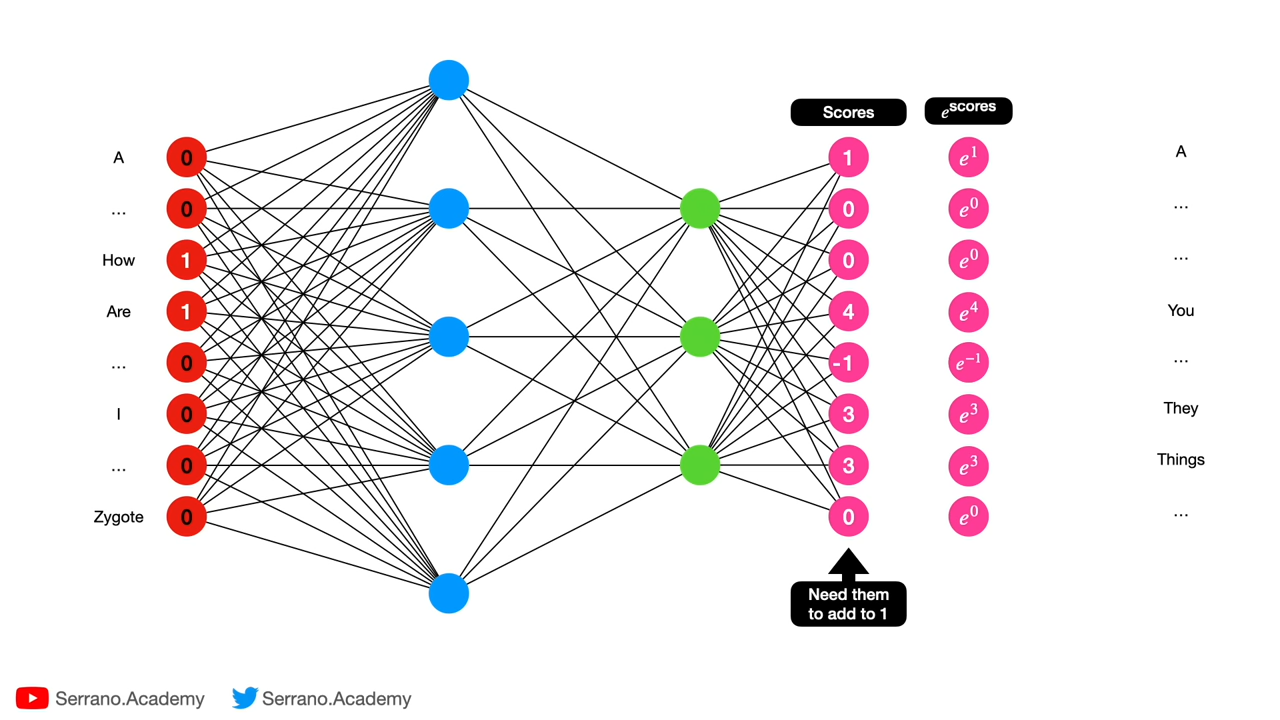 Scores e^scores
A 0 1 e^1 A
... 0 0 e^0 ...
How 1 0 e^0 ...
Are 1 4 e^4 You
... 0 -1 e^−1 ...
I 0 3 e^3 They
... 0 3 e^3 Things
Zygote 0 0 e^0 ...
Need them
to add to 1
Serrano.Academy Serrano.Academy